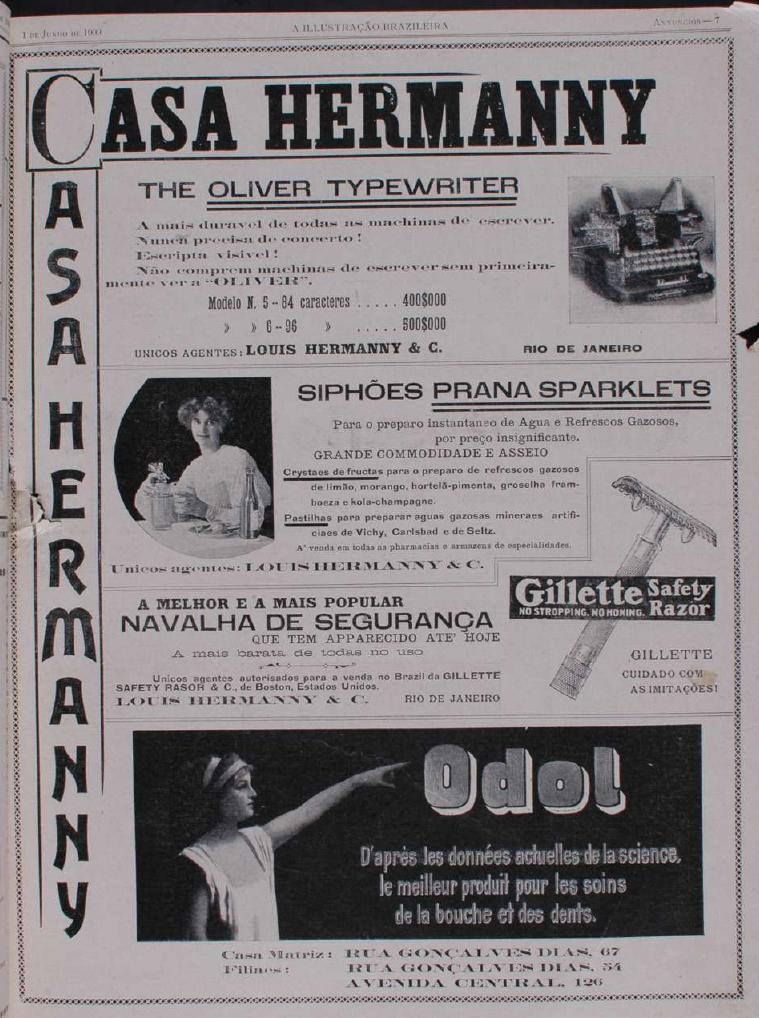 1 DE JUNHO DE 1909
A ILLUSTRAÇÃO BRAZILEIRA
ANNUNCIOS—7
CASA HERMANNY
CASA HERMANNY
THE OLIVER TYPEWRITER
A mais duravel de todas as machinas de escrever.
Nunca precisa de concerto!
Escripta visivel!
Não comprem machinas de escrever sem primeira-
mente ver a "OLIVER".
Modelo N. 5 - 84 caracteres ..... 400$000
» » 6 - 96 » ..... 500$000
UNICOS AGENTES: LOUIS HERMANNY & C. RIO DE JANEIRO
SIPHÕES PRANA SPARKLETS
Para o preparo instantaneo de Agua e Refrescos Gazosos,
por preço insignificante.
GRANDE COMMODIDADE E ASSEIO
Crystaes de fructas para o preparo de refrescos gazosos
de limão, morango, hortelã-pimenta, groselha fram-
boeza e kola-champagne.
Pastilhas para preparar aguas gazosas mineraes artifi-
ciaes de Vichy, Carlsbad e de Seltz.
A' venda em todas as pharmacias e armazens de especialidades.
Unicos agentes: LOUIS HERMANNY & C.
A MELHOR E A MAIS POPULAR
NAVALHA DE SEGURANÇA
QUE TEM APPARECIDO ATE' HOJE
A mais barata de todas no uso
Unicos agentes autorisados para a venda no Brazil da GILLETTE
SAFETY RASOR & C., de Boston, Estados Unidos.
LOUIS HERMANNY & C. RIO DE JANEIRO
Gillette Safety Razor
NO STROPPING. NO HONING.
GILLETTE
CUIDADO COM
AS IMITAÇÕES!
Odol
D'après les données actuelles de la science,
le meilleur produit pour les soins
de la bouche et des dents.
Casa Matriz: RUA GONÇALVES DIAS, 67
Filiaes: RUA GONÇALVES DIAS, 54
AVENIDA CENTRAL, 126